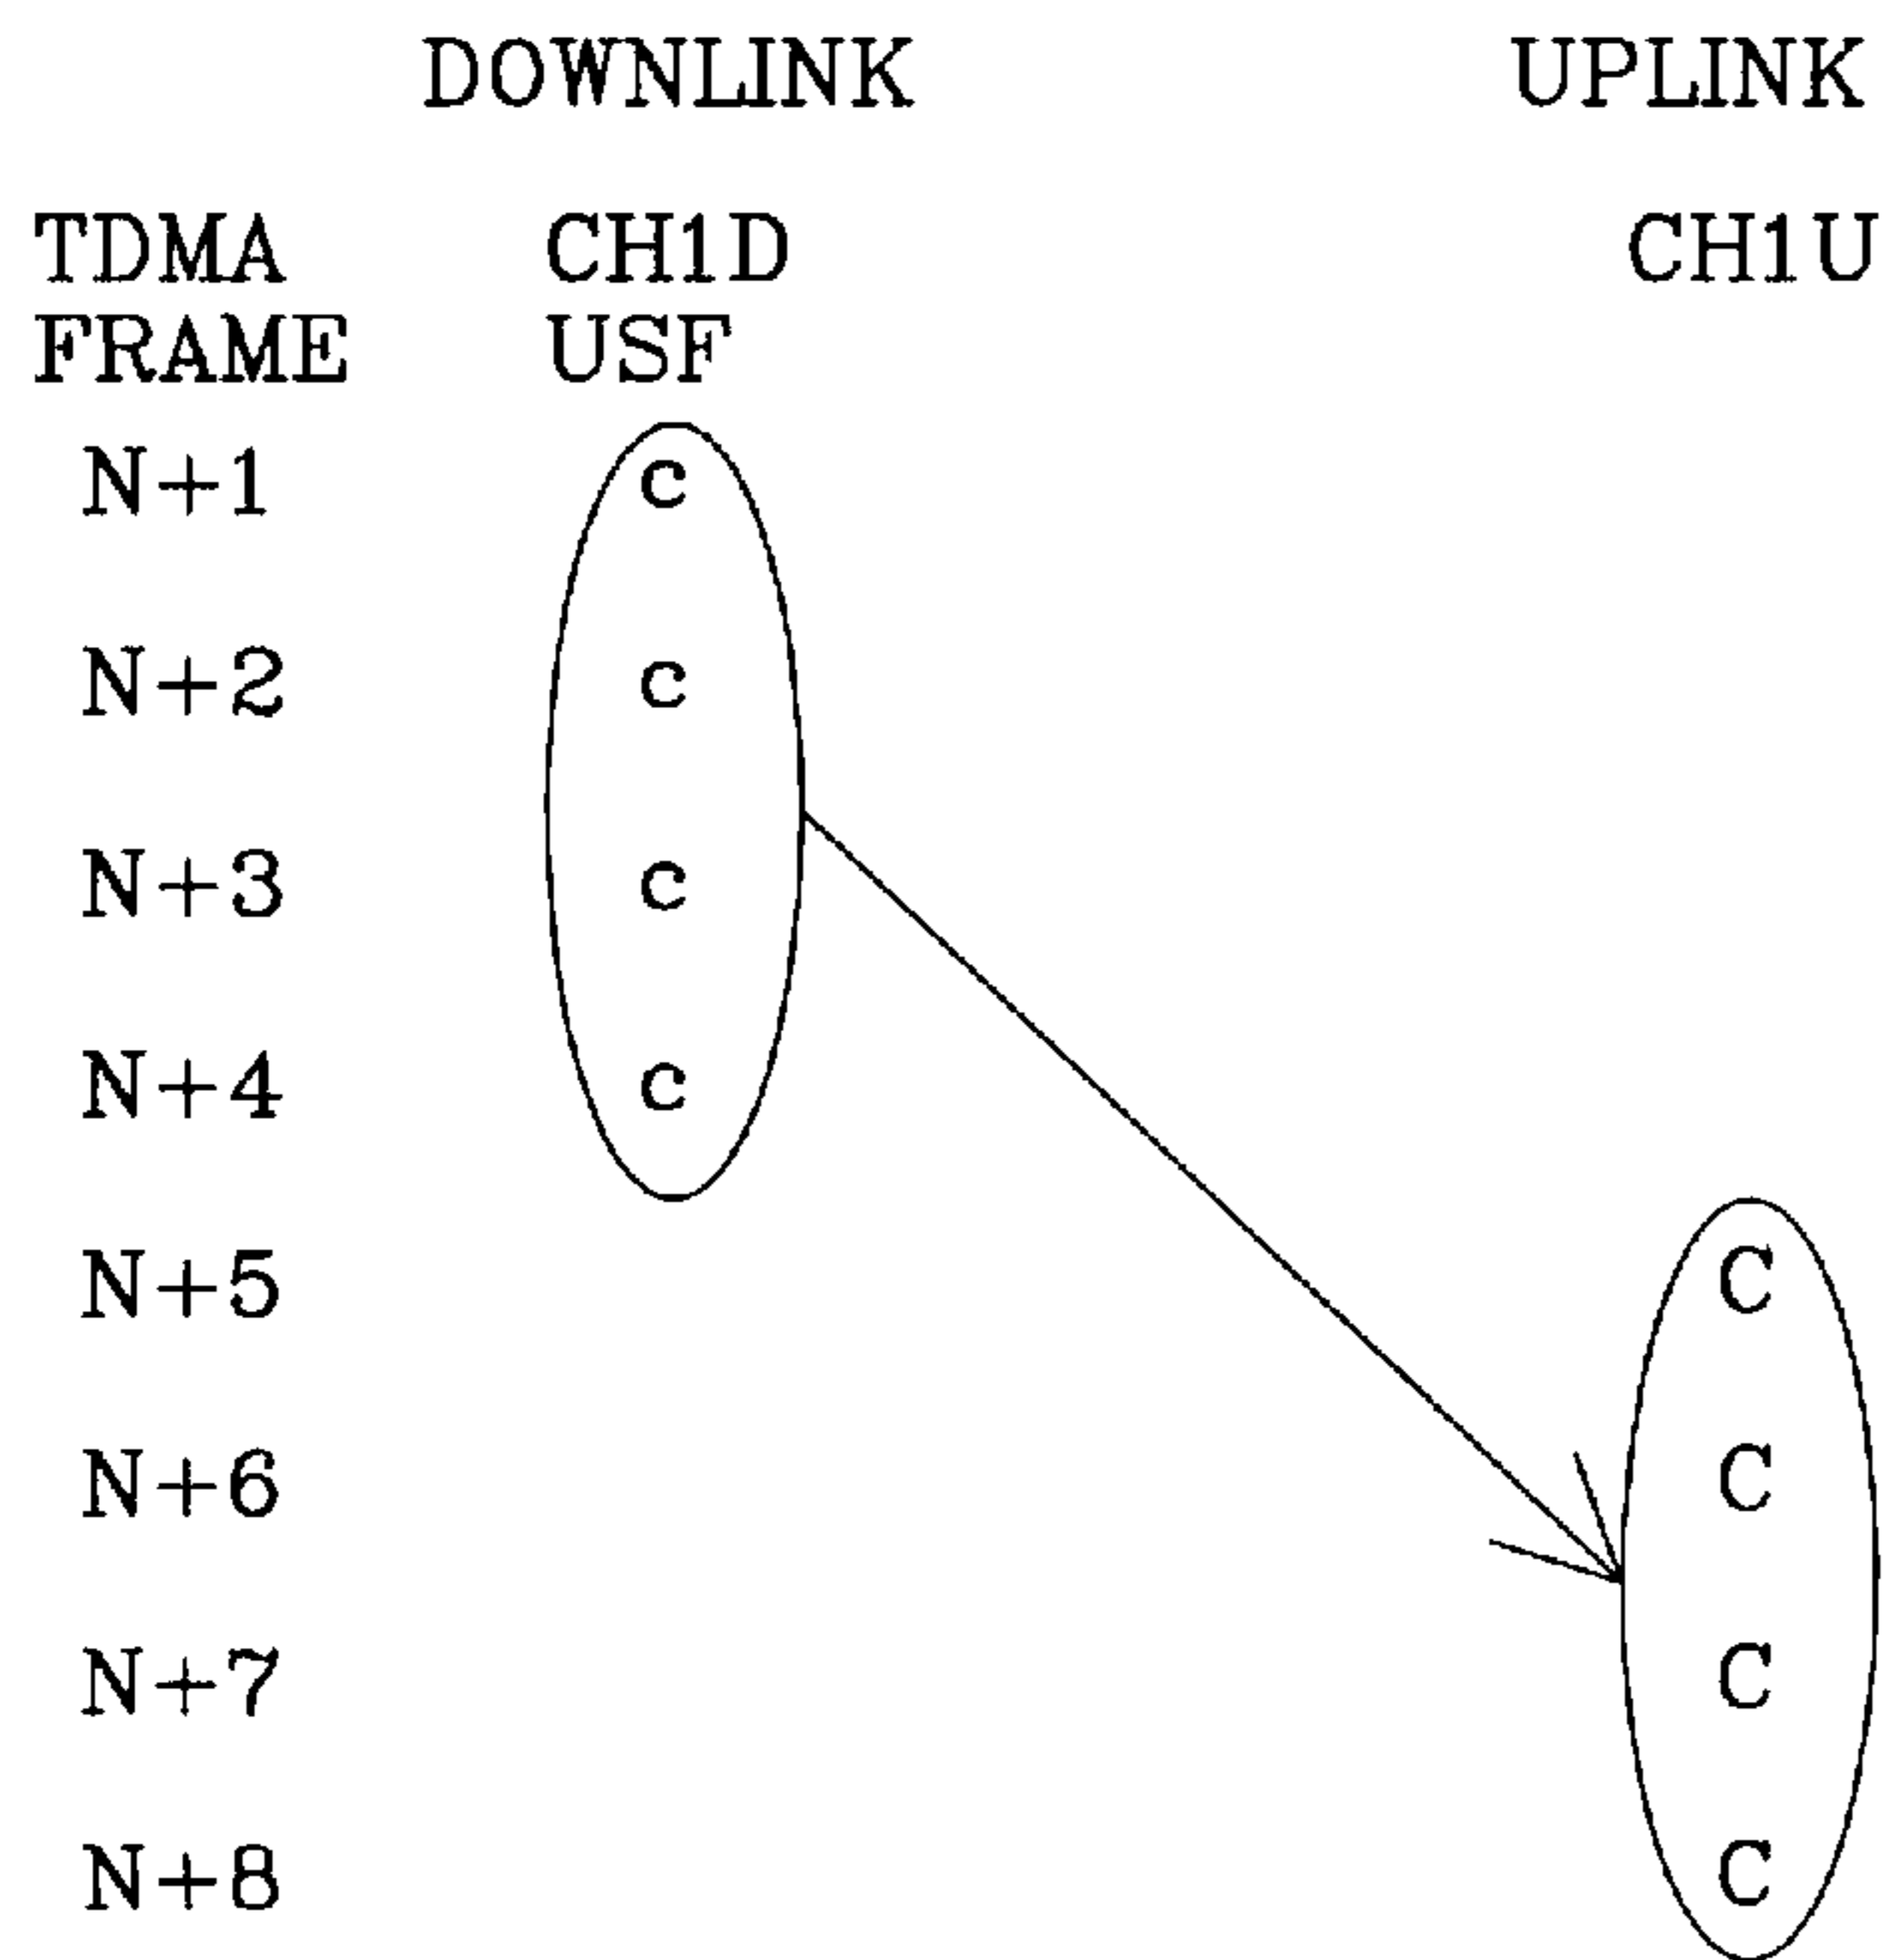 DOWNLINK UPLINK
TDMA CH1D CH1U
FRAME USF
N+1 c
N+2 c
N+3 c
N+4 c
N+5 C
N+6 C
N+7 C
N+8 C